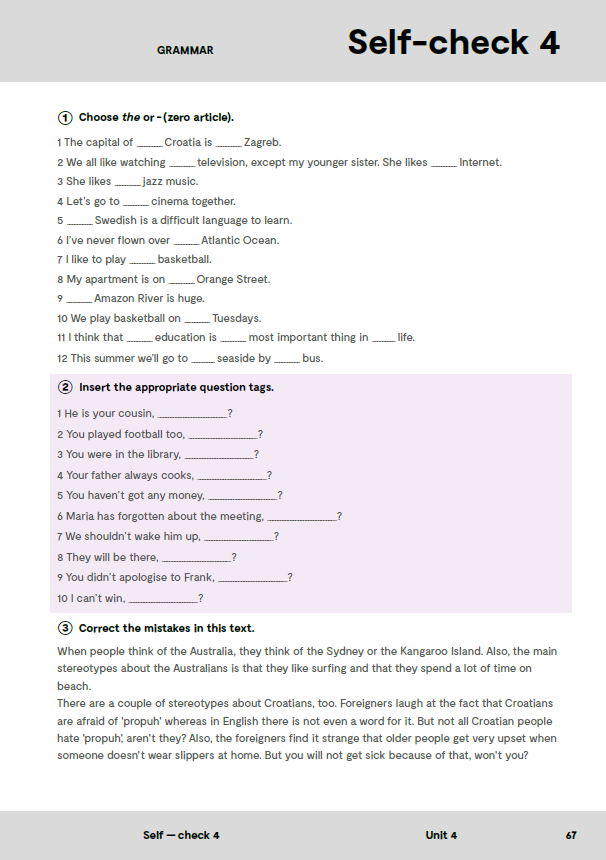 GRAMMAR
Self-check 4
1 Choose the or - (zero article).
1 The capital of _____ Croatia is _____ Zagreb.
2 We all like watching _____ television, except my younger sister. She likes _____ Internet.
3 She likes _____ jazz music.
4 Let's go to _____ cinema together.
5 _____ Swedish is a difficult language to learn.
6 I've never flown over _____ Atlantic Ocean.
7 I like to play _____ basketball.
8 My apartment is on _____ Orange Street.
9 _____ Amazon River is huge.
10 We play basketball on _____ Tuesdays.
11 I think that _____ education is _____ most important thing in _____ life.
12 This summer we'll go to _____ seaside by _____ bus.
2 Insert the appropriate question tags.
1 He is your cousin, _____________?
2 You played football too, _____________?
3 You were in the library, _____________?
4 Your father always cooks, _____________?
5 You haven't got any money, _____________?
6 Maria has forgotten about the meeting, _____________?
7 We shouldn't wake him up, _____________?
8 They will be there, _____________?
9 You didn't apologise to Frank, _____________?
10 I can't win, _____________?
3 Correct the mistakes in this text.
When people think of the Australia, they think of the Sydney or the Kangaroo Island. Also, the main
stereotypes about the Australians is that they like surfing and that they spend a lot of time on
beach.
There are a couple of stereotypes about Croatians, too. Foreigners laugh at the fact that Croatians
are afraid of 'propuh' whereas in English there is not even a word for it. But not all Croatian people
hate 'propuh', aren't they? Also, the foreigners find it strange that older people get very upset when
someone doesn't wear slippers at home. But you will not get sick because of that, won't you?
Self — check 4
Unit 4
67